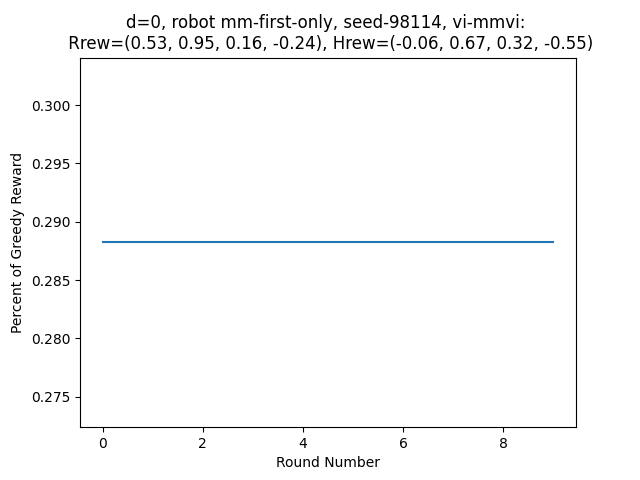 d=0, robot mm-first-only, seed-98114, vi-mmvi:
Rrew=(0.53, 0.95, 0.16, -0.24), Hrew=(-0.06, 0.67, 0.32, -0.55)
Percent of Greedy Reward
0.300
0.295
0.290
0.285
0.280
0.275
0 2 4 6 8
Round Number